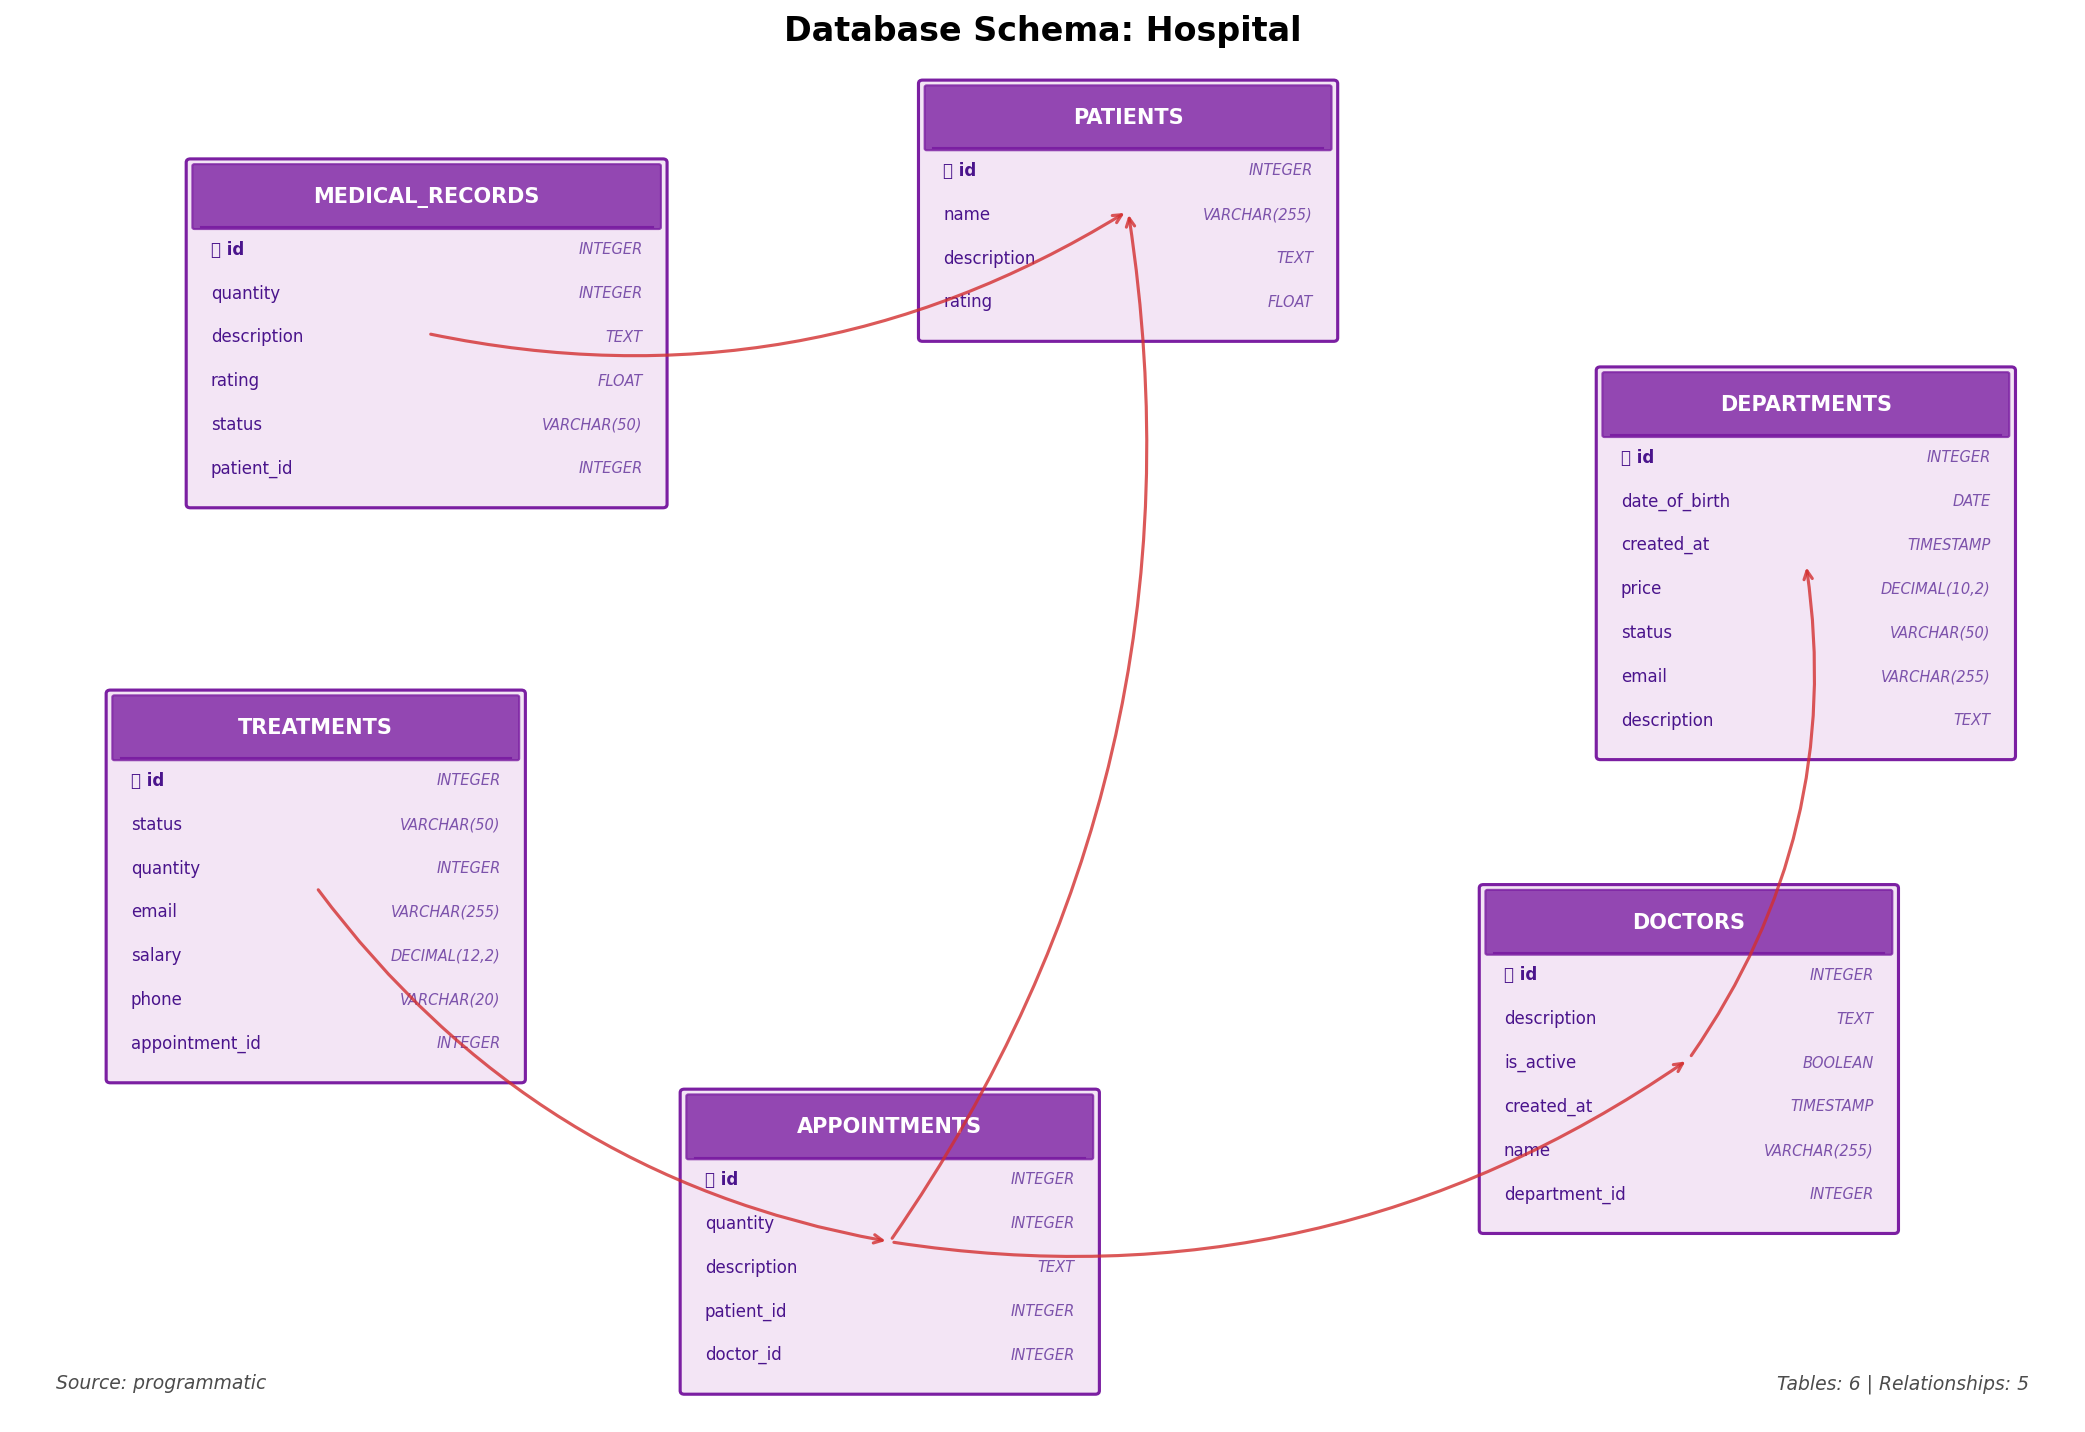 Database Schema: Hospital
PATIENTS
id INTEGER
name VARCHAR(255)
description TEXT
rating FLOAT
MEDICAL_RECORDS
id INTEGER
quantity INTEGER
description TEXT
rating FLOAT
status VARCHAR(50)
patient_id INTEGER
DEPARTMENTS
id INTEGER
date_of_birth DATE
created_at TIMESTAMP
price DECIMAL(10,2)
status VARCHAR(50)
email VARCHAR(255)
description TEXT
TREATMENTS
id INTEGER
status VARCHAR(50)
quantity INTEGER
email VARCHAR(255)
salary DECIMAL(12,2)
phone VARCHAR(20)
appointment_id INTEGER
DOCTORS
id INTEGER
description TEXT
is_active BOOLEAN
created_at TIMESTAMP
name VARCHAR(255)
department_id INTEGER
APPOINTMENTS
id INTEGER
quantity INTEGER
description TEXT
patient_id INTEGER
doctor_id INTEGER
Source: programmatic
Tables: 6 | Relationships: 5